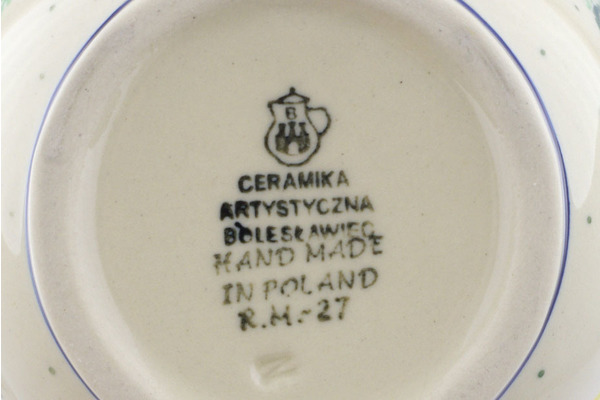 B
CERAMIKA
ARTYSTYCZNA
BOLESŁAWIEC
HAND MADE
IN POLAND
R.M.-27